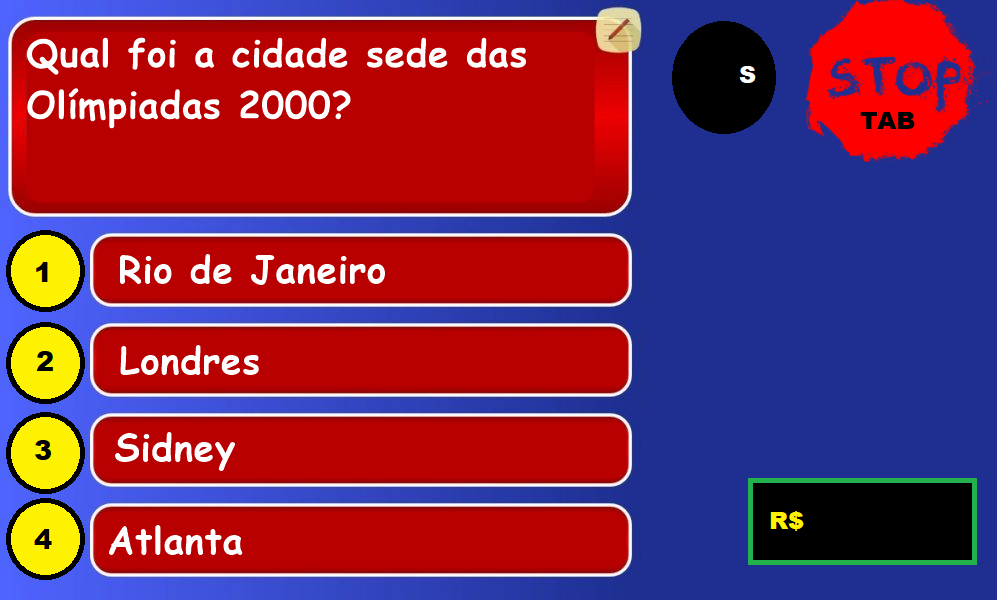 Qual foi a cidade sede das
Olímpiadas 2000?
S
STOP
TAB
1
Rio de Janeiro
2
Londres
3
Sidney
4
Atlanta
R$